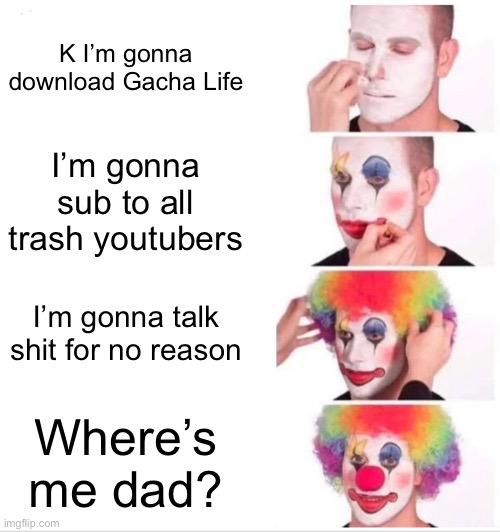 K I’m gonna
download Gacha Life
I’m gonna
sub to all
trash youtubers
I’m gonna talk
shit for no reason
Where’s
me dad?
imgflip.com